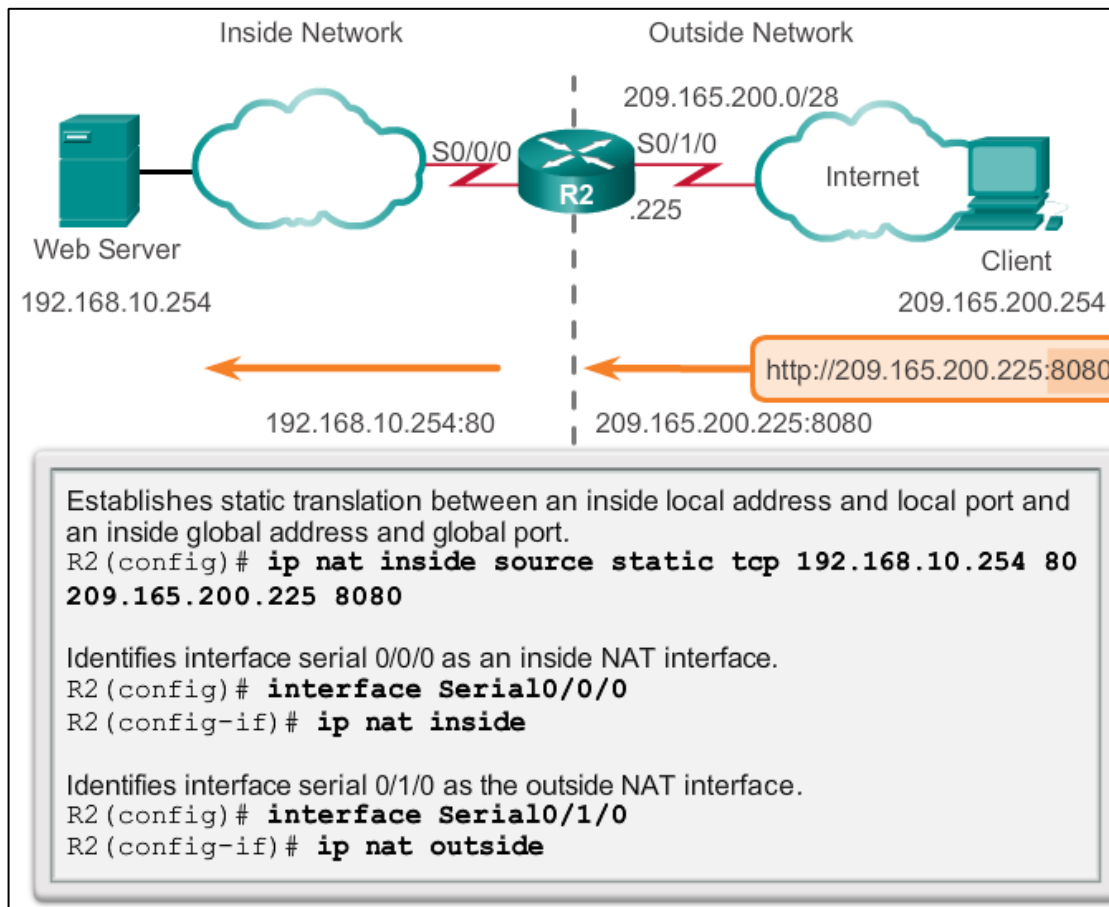 Inside Network
Outside Network
209.165.200.0/28
S0/0/0
S0/1/0
R2
.225
Internet
Web Server
192.168.10.254
Client
209.165.200.254
http://209.165.200.225:8080
192.168.10.254:80
209.165.200.225:8080
Establishes static translation between an inside local address and local port and
an inside global address and global port.
R2(config)# ip nat inside source static tcp 192.168.10.254 80
209.165.200.225 8080
Identifies interface serial 0/0/0 as an inside NAT interface.
R2(config)# interface Serial0/0/0
R2(config-if)# ip nat inside
Identifies interface serial 0/1/0 as the outside NAT interface.
R2(config)# interface Serial0/1/0
R2(config-if)# ip nat outside